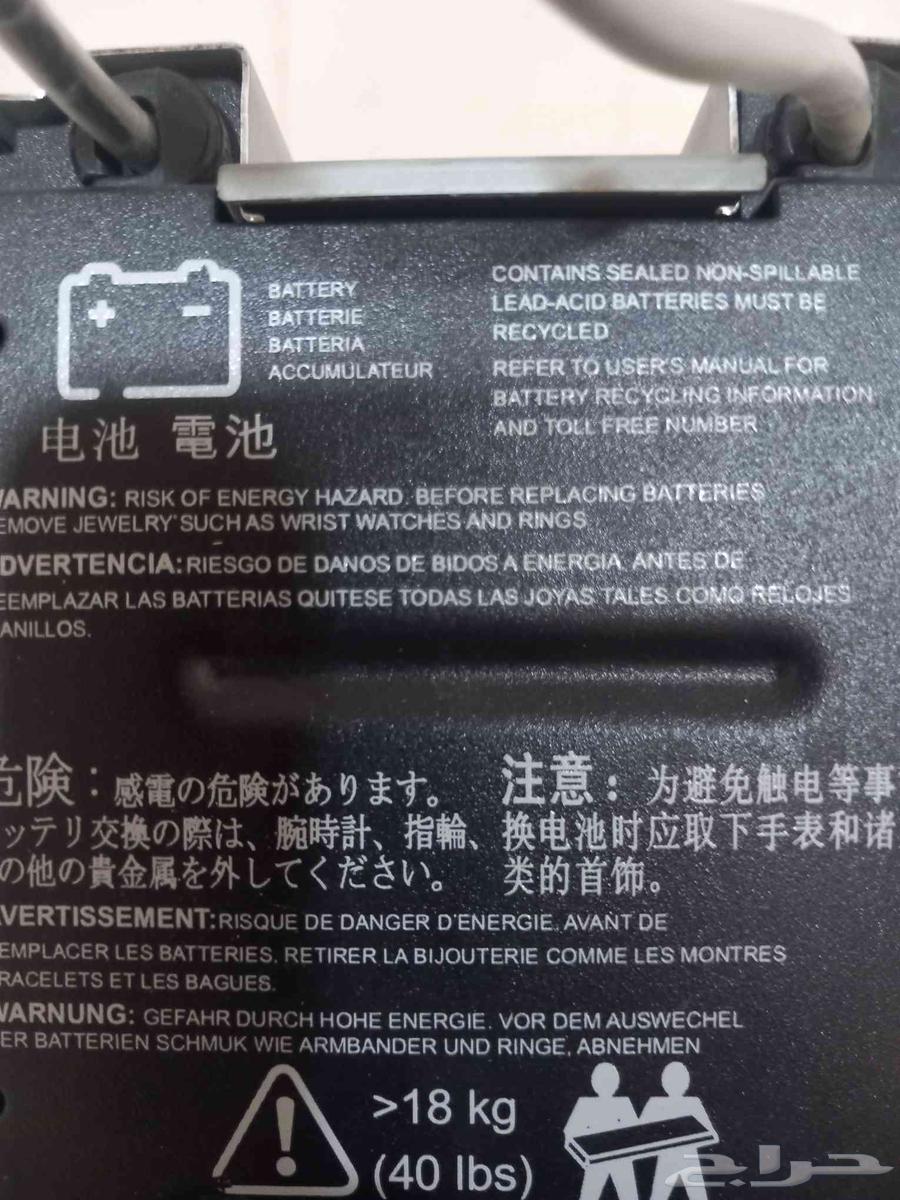 + -
BATTERY
BATTERIE
BATTERIA
ACCUMULATEUR
电池 電池
CONTAINS SEALED NON-SPILLABLE
LEAD-ACID BATTERIES MUST BE
RECYCLED
REFER TO USER'S MANUAL FOR
BATTERY RECYCLING INFORMATION
AND TOLL FREE NUMBER
WARNING: RISK OF ENERGY HAZARD. BEFORE REPLACING BATTERIES
EMOVE JEWELRY SUCH AS WRIST WATCHES AND RINGS
DVERTENCIA: RIESGO DE DANOS DE BIDOS A ENERGIA. ANTES DE
EEMPLAZAR LAS BATTERIAS QUITESE TODAS LAS JOYAS TALES COMO RELOJES
ANILLOS.
危険：感電の危険があります。
ッテリ交換の際は、腕時計、指輪、
の他の貴金属を外してください。
注意：为避免触电等事
换电池时应取下手表和诸
类的首饰。
AVERTISSEMENT: RISQUE DE DANGER D'ENERGIE. AVANT DE
EMPLACER LES BATTERIES. RETIRER LA BIJOUTERIE COMME LES MONTRES
RACELETS ET LES BAGUES.
WARNUNG: GEFAHR DURCH HOHE ENERGIE. VOR DEM AUSWECHEL
ER BATTERIEN SCHMUK WIE ARMBANDER UND RINGE, ABNEHMEN
>18 kg
(40 lbs)
حراج